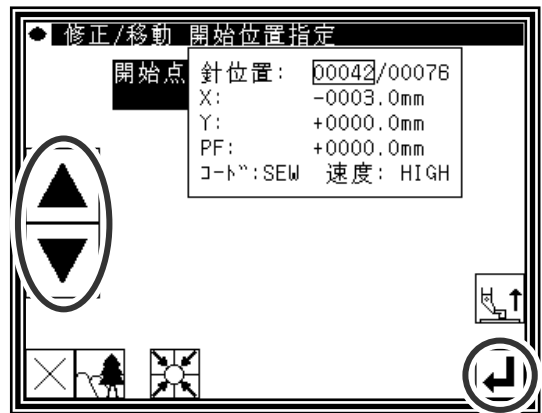 修正/移動 開始位置指定
開始点
針位置: 00042/00076
X: -0003.0mm
Y: +0000.0mm
PF: +0000.0mm
コード:SEW 速度: HIGH